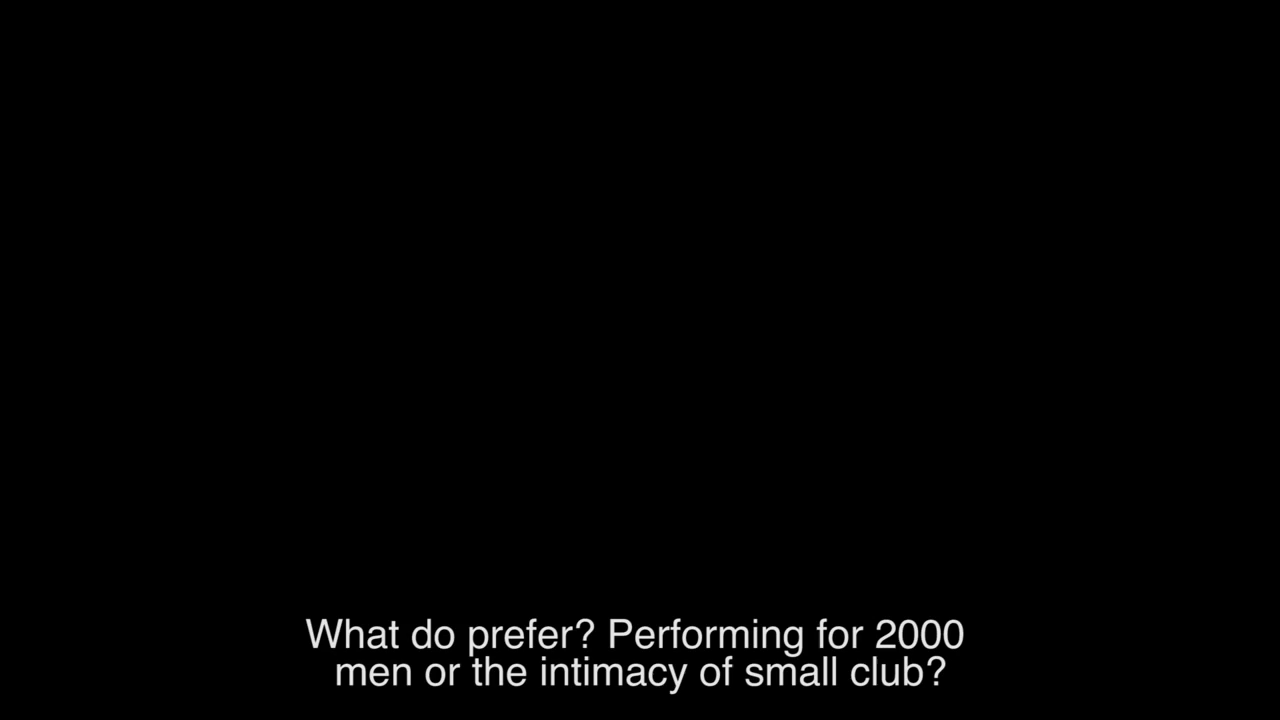 What do prefer? Performing for 2000
men or the intimacy of small club?